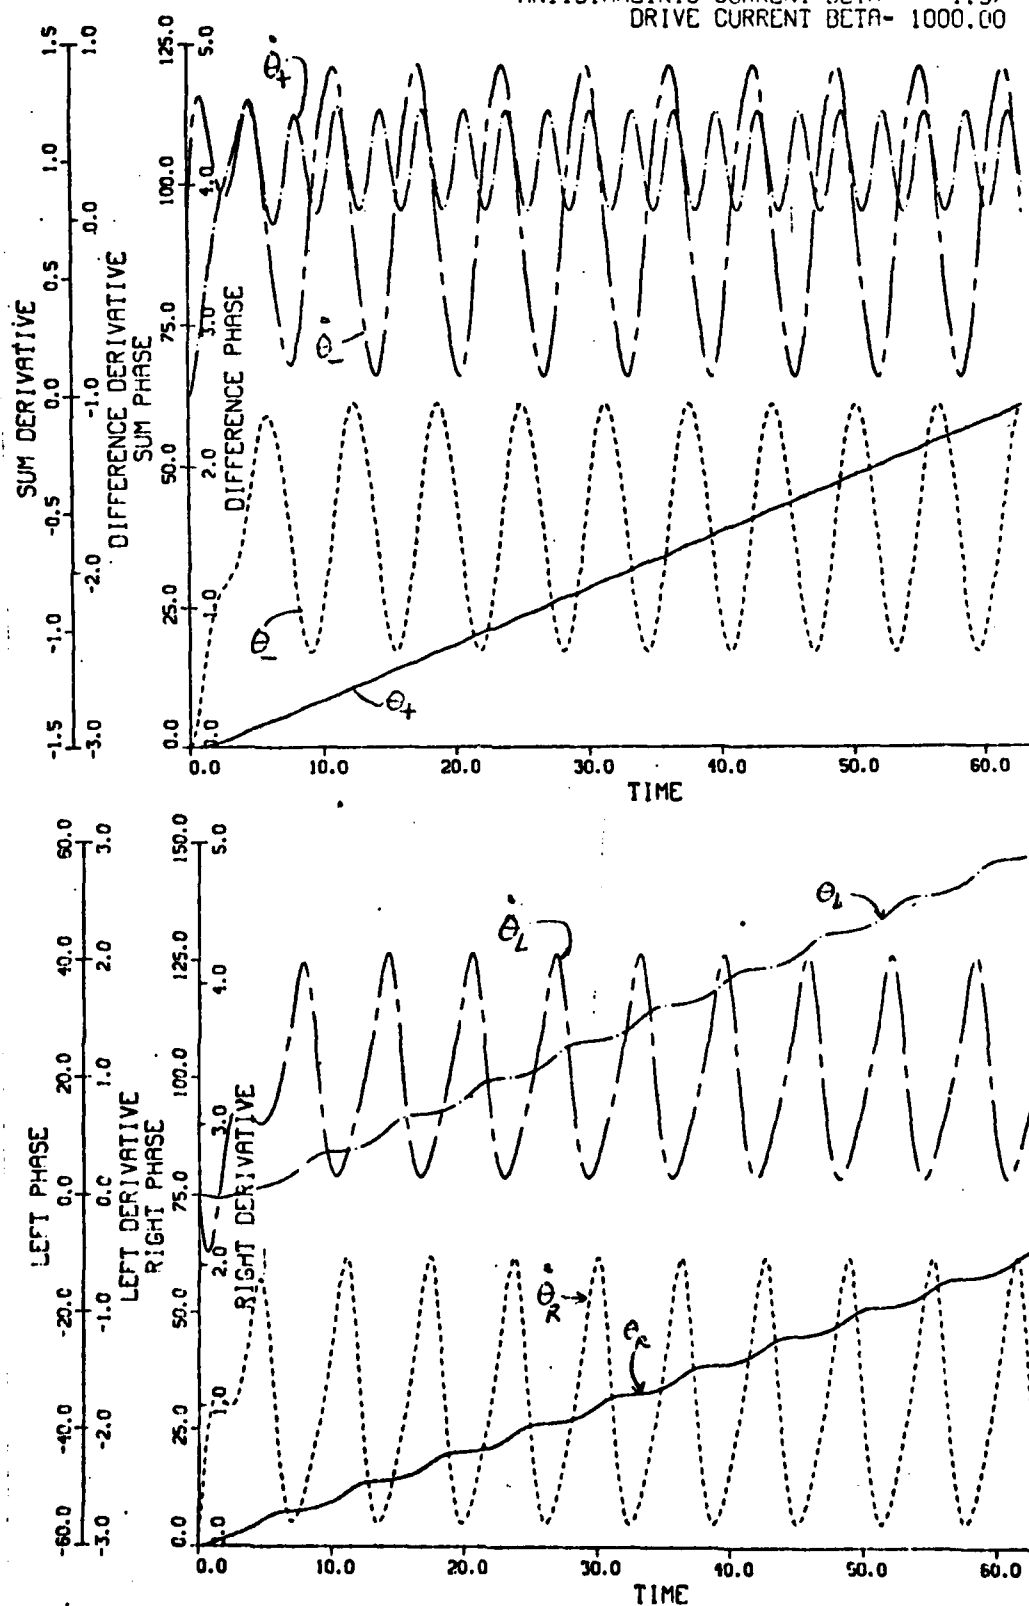 DRIVE CURRENT BETA- 1000.00
1.5
1.0
0.5
0.0
-0.5
-1.0
-1.5
SUM DERIVATIVE
1.0
0.0
-1.0
-2.0
-3.0
DIFFERENCE DERIVATIVE
125.0
100.0
75.0
50.0
25.0
0.0
SUM PHASE
5.0
4.0
3.0
2.0
1.0
0.0
DIFFERENCE PHASE
θ̇+
θ̇-
θ-
θ+
0.0 10.0 20.0 30.0 40.0 50.0 60.0
TIME
60.0
40.0
20.0
0.0
-20.0
-40.0
-60.0
LEFT PHASE
3.0
2.0
1.0
0.0
-1.0
-2.0
-3.0
LEFT DERIVATIVE
150.0
125.0
100.0
75.0
50.0
25.0
0.0
RIGHT PHASE
5.0
4.0
3.0
2.0
1.0
0.0
RIGHT DERIVATIVE
θ̇L
θL
θ̇R
θR
0.0 10.0 20.0 30.0 40.0 50.0 60.0
TIME